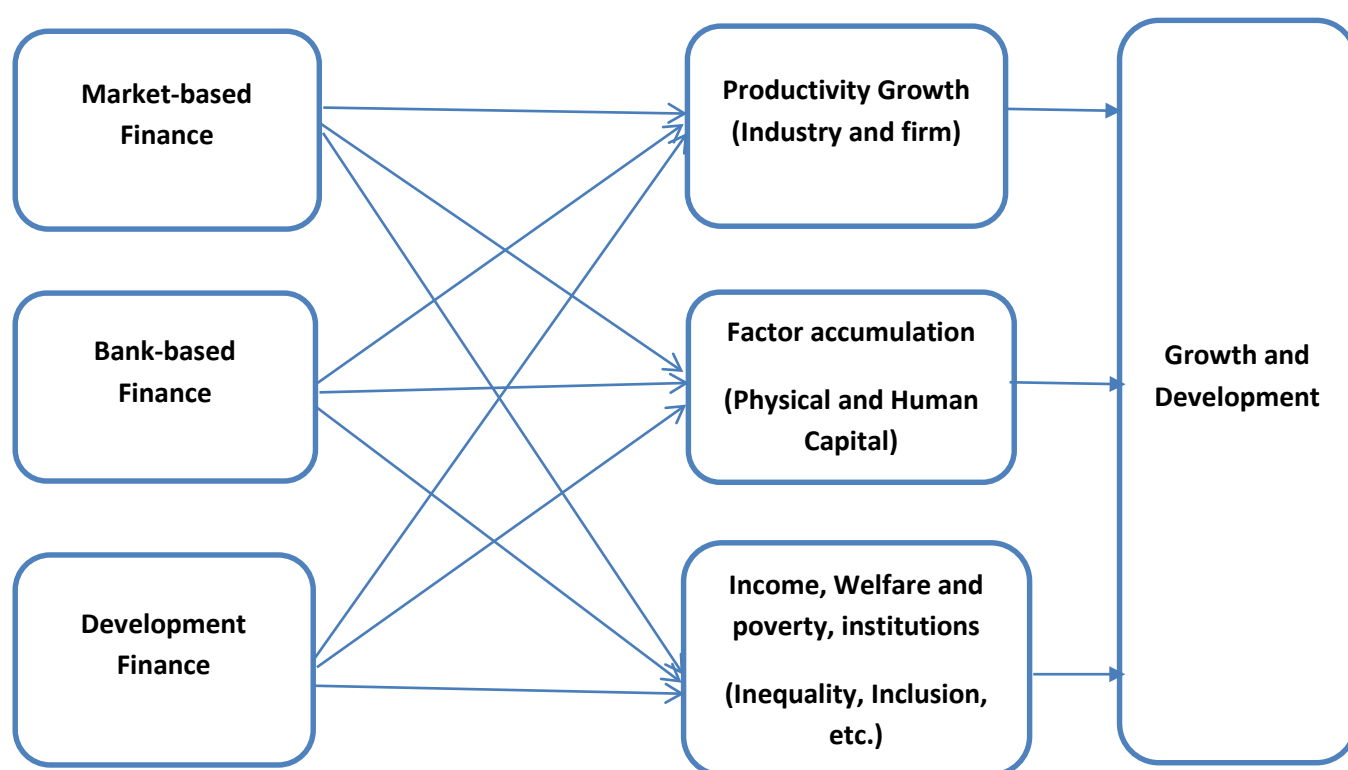 Market-based
Finance
Bank-based
Finance
Development
Finance
Productivity Growth
(Industry and firm)
Factor accumulation
(Physical and Human
Capital)
Income, Welfare and
poverty, institutions
(Inequality, Inclusion,
etc.)
Growth and
Development